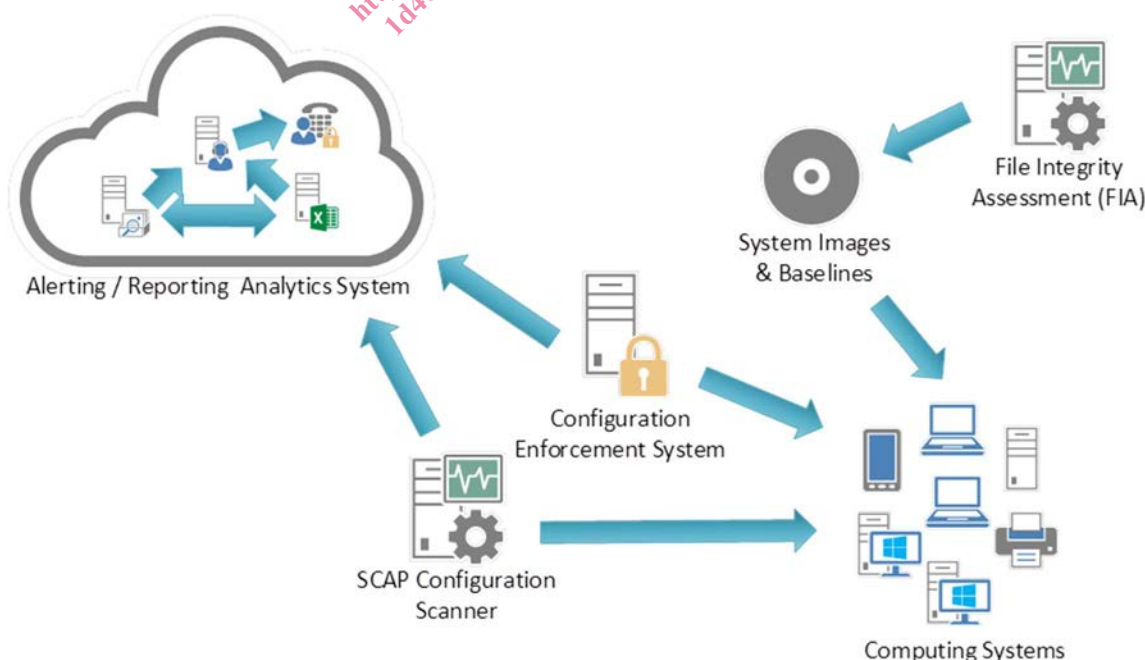 File Integrity
Assessment (FIA)
System Images
& Baselines
Alerting / Reporting Analytics System
Configuration
Enforcement System
SCAP Configuration
Scanner
Computing Systems